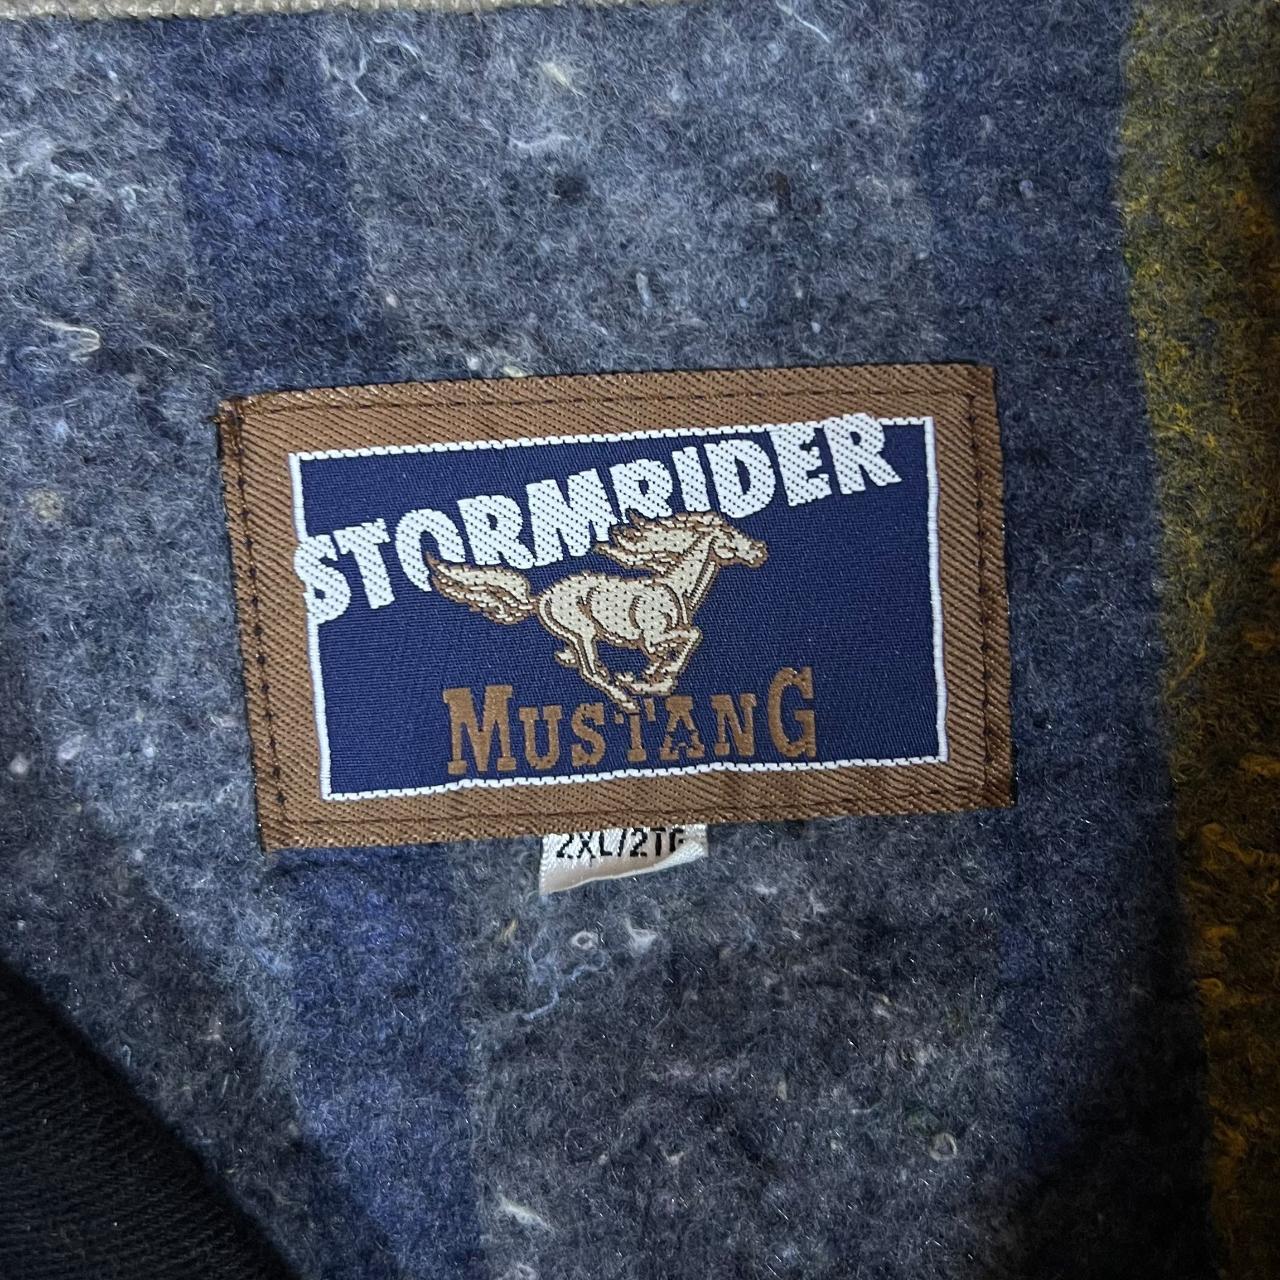 STORMRIDER
MUSTANG
2XL/2TG